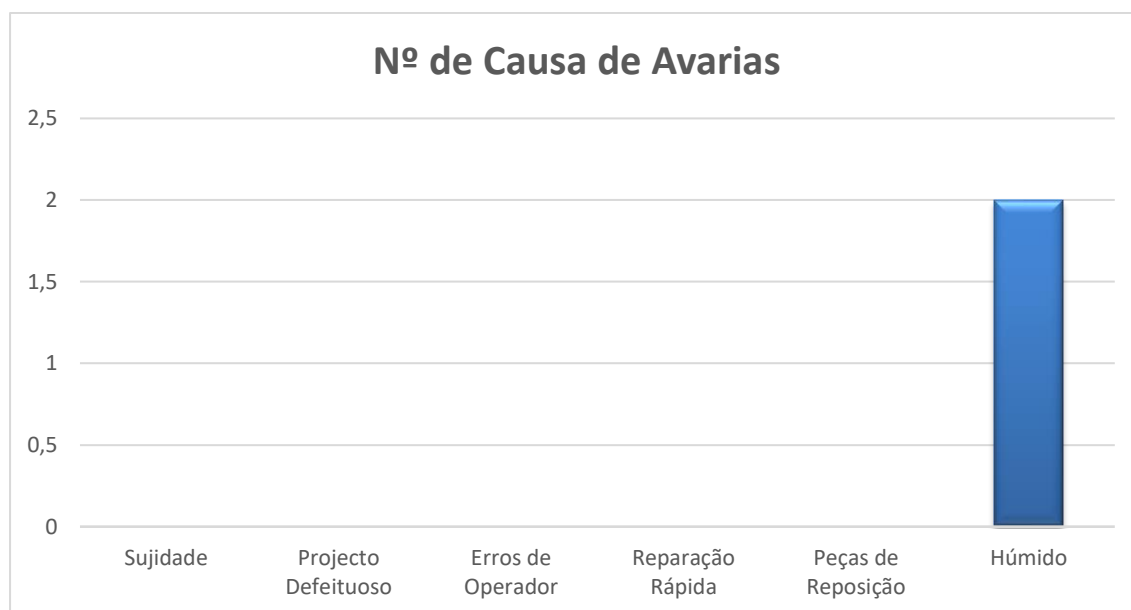 Nº de Causa de Avarias
2,5
2
1,5
1
0,5
0
Sujidade
Projecto
Defeituoso
Erros de
Operador
Reparação
Rápida
Peças de
Reposição
Húmido